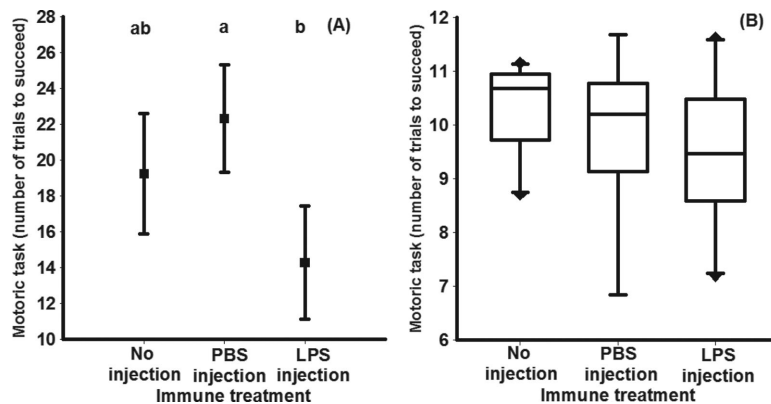 Motoric task (number of trials to succeed)
28
26
24
22
20
18
16
14
12
10
ab a b (A)
No injection
PBS injection
LPS injection
Immune treatment
Motoric task (number of trials to succeed)
12
11
10
9
8
7
6
(B)
No injection
PBS injection
LPS injection
Immune treatment